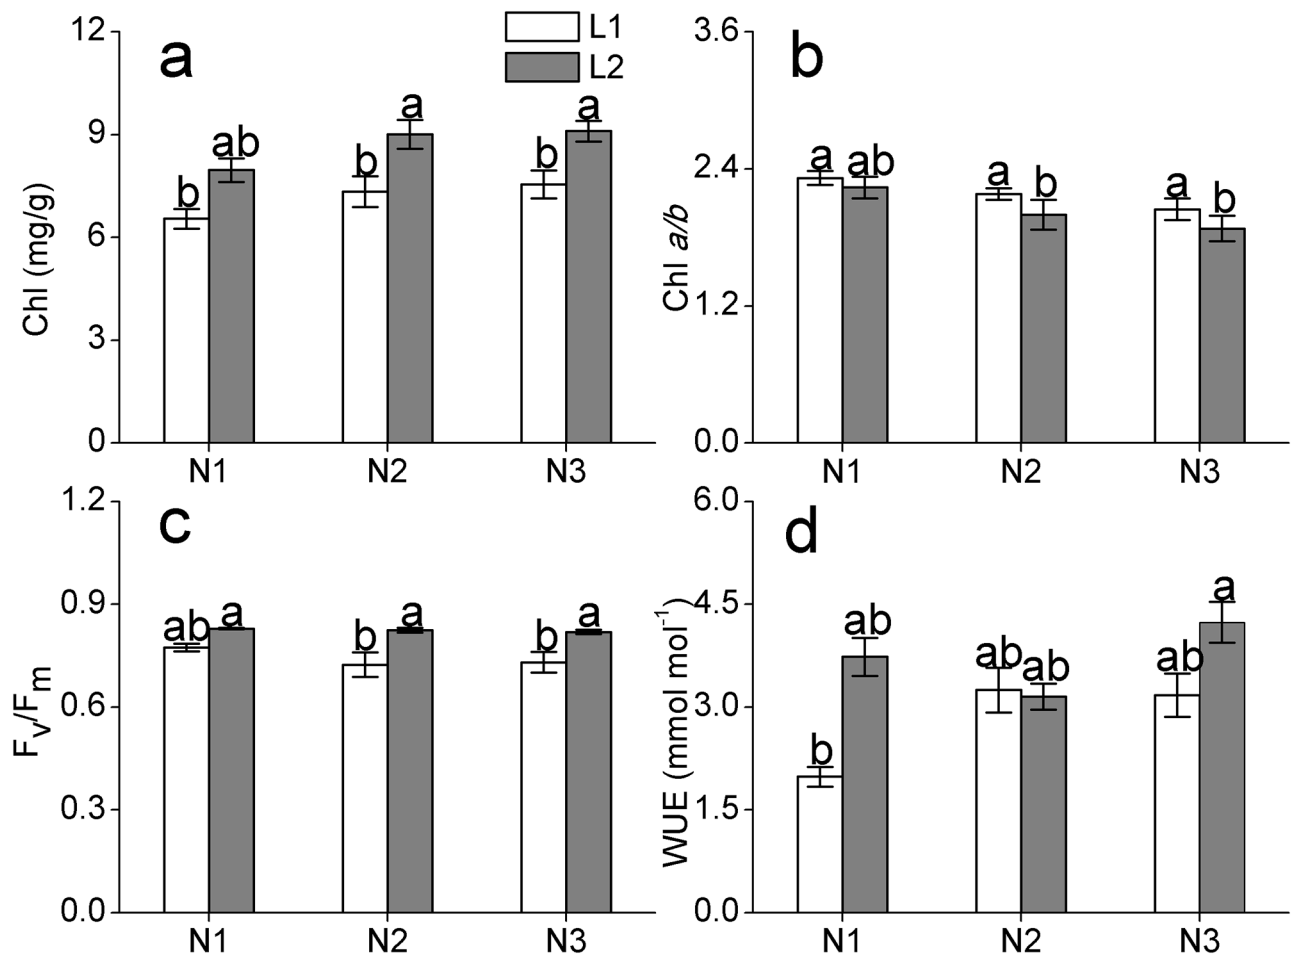 a
L1
L2
12
9
6
3
0
Chl (mg/g)
b
ab
b
a
b
a
N1
N2
N3
b
3.6
2.4
1.2
0.0
Chl a/b
a
ab
a
b
a
b
N1
N2
N3
c
1.2
0.9
0.6
0.3
0.0
Fv/Fm
ab
a
b
a
b
a
N1
N2
N3
d
6.0
4.5
3.0
1.5
0.0
WUE (mmol mol⁻¹)
b
ab
ab
ab
ab
a
N1
N2
N3